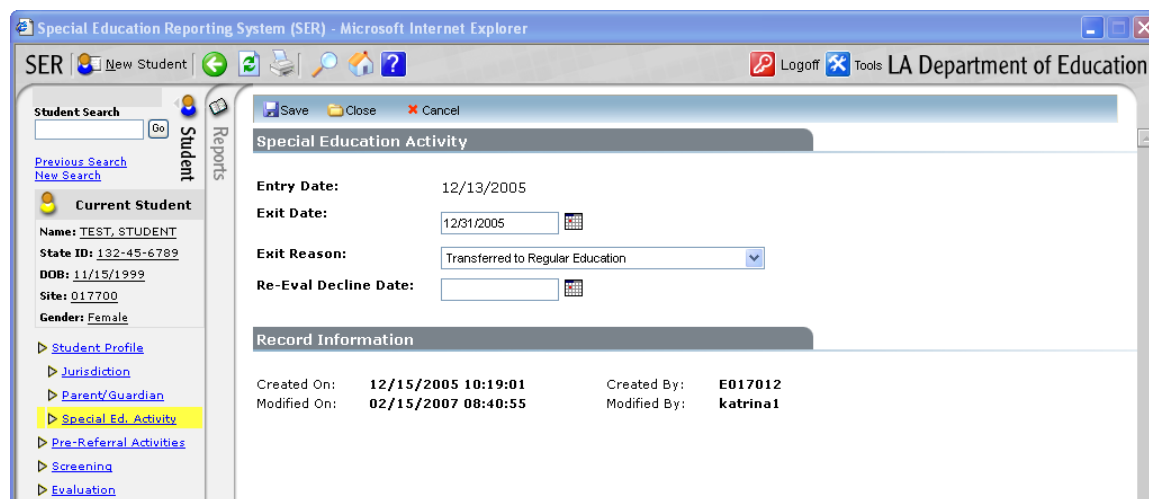 Special Education Reporting System (SER) - Microsoft Internet Explorer
SER New Student ? Logoff Tools LA Department of Education
Student Search
Go
Previous Search
New Search
Student
Reports
Current Student
Name: TEST, STUDENT
State ID: 132-45-6789
DOB: 11/15/1999
Site: 017700
Gender: Female
Student Profile
Jurisdiction
Parent/Guardian
Special Ed. Activity
Pre-Referral Activities
Screening
Evaluation
Save Close Cancel
Special Education Activity
Entry Date: 12/13/2005
Exit Date: 12/31/2005
Exit Reason: Transferred to Regular Education
Re-Eval Decline Date:
Record Information
Created On: 12/15/2005 10:19:01 Created By: E017012
Modified On: 02/15/2007 08:40:55 Modified By: katrina1